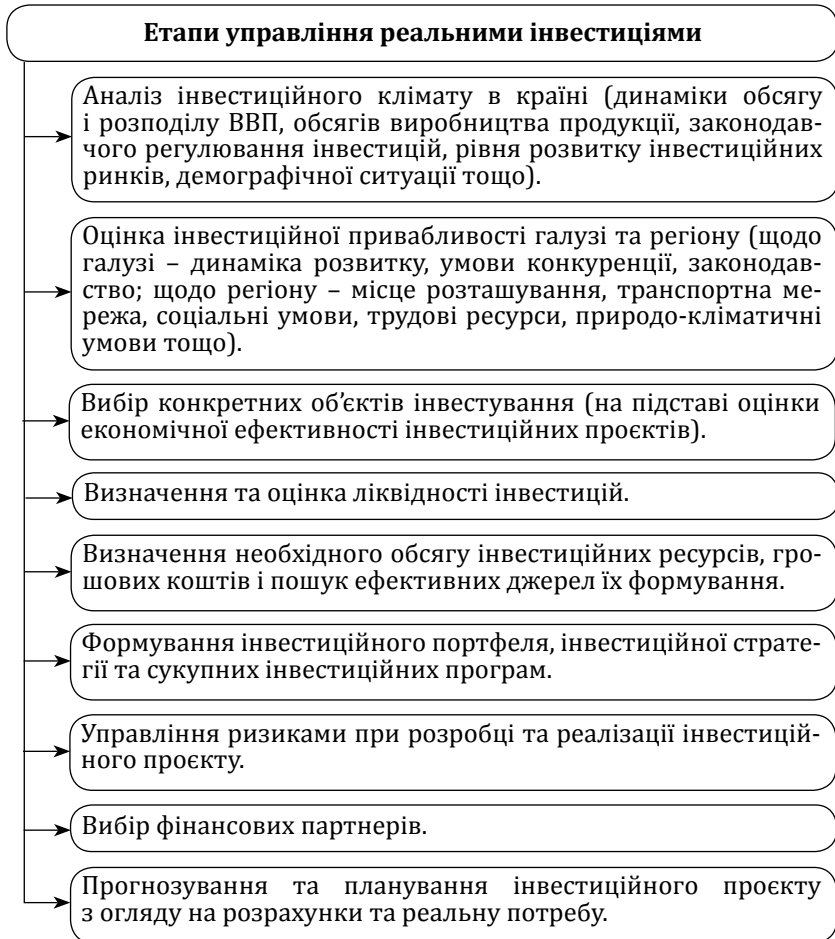 Етапи управління реальними інвестиціями
Аналіз інвестиційного клімату в країні (динаміки обсягу
і розподілу ВВП, обсягів виробництва продукції, законодав-
чого регулювання інвестицій, рівня розвитку інвестиційних
ринків, демографічної ситуації тощо).
Оцінка інвестиційної привабливості галузі та регіону (щодо
галузі – динаміка розвитку, умови конкуренції, законодав-
ство; щодо регіону – місце розташування, транспортна ме-
режа, соціальні умови, трудові ресурси, природо-кліматичні
умови тощо).
Вибір конкретних об’єктів інвестування (на підставі оцінки
економічної ефективності інвестиційних проєктів).
Визначення та оцінка ліквідності інвестицій.
Визначення необхідного обсягу інвестиційних ресурсів, гро-
шових коштів і пошук ефективних джерел їх формування.
Формування інвестиційного портфеля, інвестиційної страте-
гії та сукупних інвестиційних програм.
Управління ризиками при розробці та реалізації інвестицій-
ного проєкту.
Вибір фінансових партнерів.
Прогнозування та планування інвестиційного проєкту
з огляду на розрахунки та реальну потребу.